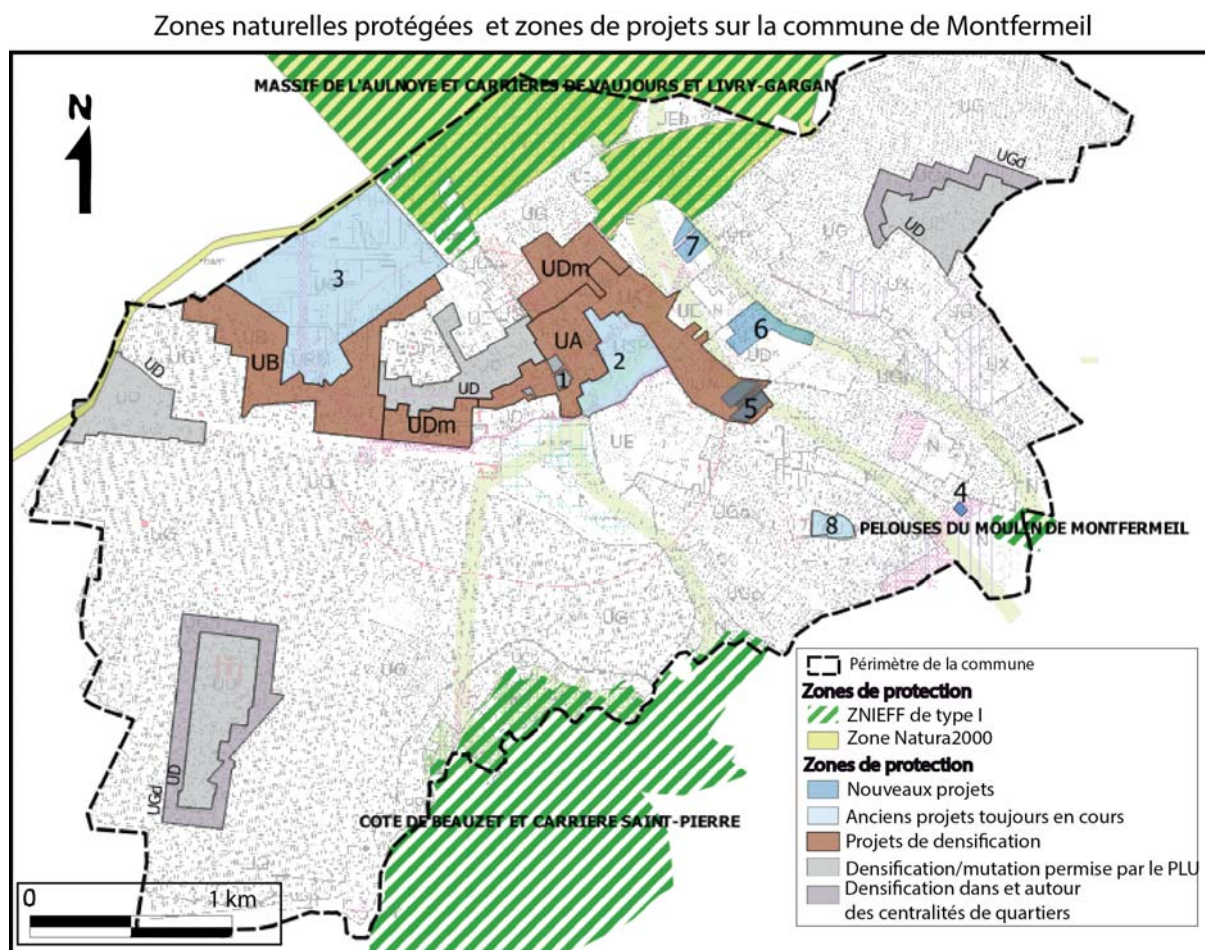 Zones naturelles protégées et zones de projets sur la commune de Montfermeil
MASSIF DE L'AULNOYE ET CARRIÈRES DE VAUJOURS ET LIVRY-GARGAN
N
UG
UGd
UD
UG
7
3
UDm
UG
6
UD
UB
UA
2
1
UD
5
UX
UD
UDm
UE
N
4
8
PELOUSES DU MOULIN DE MONTFERMEIL
UG
UG
UGd
UD
COTE DE BEAUZET ET CARRIERE SAINT-PIERRE
0 1 km
Périmètre de la commune
Zones de protection
ZNIEFF de type I
Zone Natura2000
Zones de protection
Nouveaux projets
Anciens projets toujours en cours
Projets de densification
Densification/mutation permise par le PLU
Densification dans et autour
des centralités de quartiers